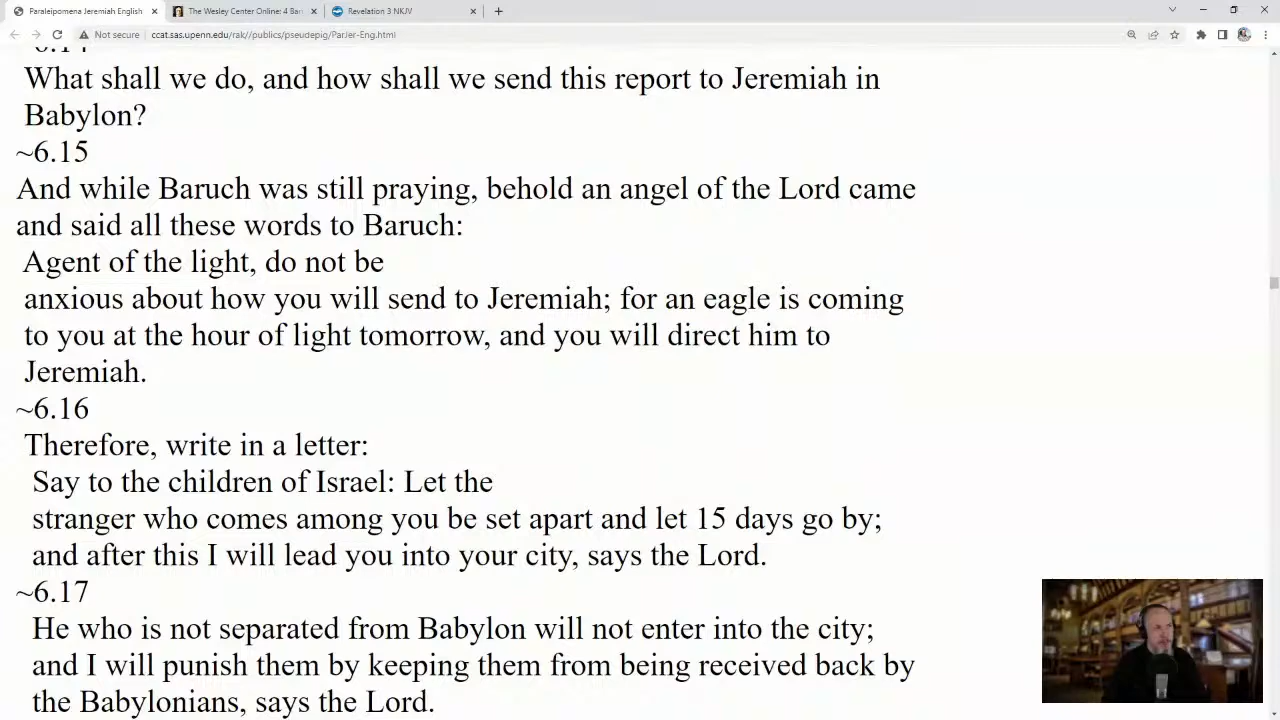 Paraleipomena Jeremiah English
The Wesley Center Online: 4 Bar
Revelation 3 NKJV
Not secure
ccat.sas.upenn.edu/rak//publics/pseudepig/ParJer-Eng.html
~6.14
What shall we do, and how shall we send this report to Jeremiah in
Babylon?
~6.15
And while Baruch was still praying, behold an angel of the Lord came
and said all these words to Baruch:
Agent of the light, do not be
anxious about how you will send to Jeremiah; for an eagle is coming
to you at the hour of light tomorrow, and you will direct him to
Jeremiah.
~6.16
Therefore, write in a letter:
Say to the children of Israel: Let the
stranger who comes among you be set apart and let 15 days go by;
and after this I will lead you into your city, says the Lord.
~6.17
He who is not separated from Babylon will not enter into the city;
and I will punish them by keeping them from being received back by
the Babylonians, says the Lord.